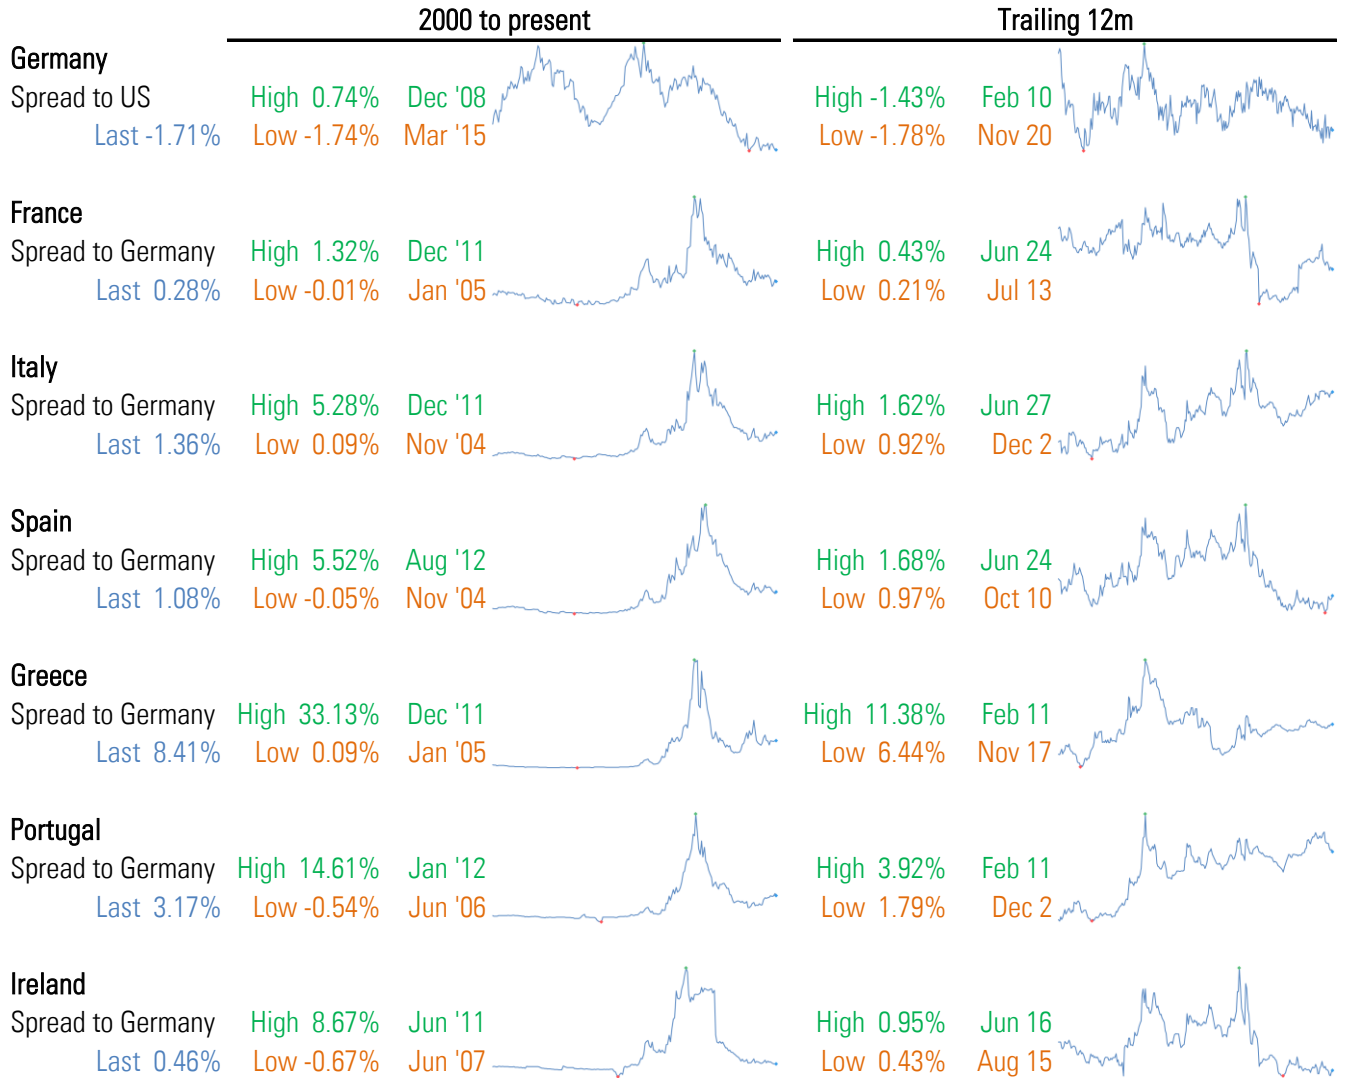 2000 to present Trailing 12m
Germany
Spread to US High 0.74% Dec '08 High -1.43% Feb 10
Last -1.71% Low -1.74% Mar '15 Low -1.78% Nov 20
France
Spread to Germany High 1.32% Dec '11 High 0.43% Jun 24
Last 0.28% Low -0.01% Jan '05 Low 0.21% Jul 13
Italy
Spread to Germany High 5.28% Dec '11 High 1.62% Jun 27
Last 1.36% Low 0.09% Nov '04 Low 0.92% Dec 2
Spain
Spread to Germany High 5.52% Aug '12 High 1.68% Jun 24
Last 1.08% Low -0.05% Nov '04 Low 0.97% Oct 10
Greece
Spread to Germany High 33.13% Dec '11 High 11.38% Feb 11
Last 8.41% Low 0.09% Jan '05 Low 6.44% Nov 17
Portugal
Spread to Germany High 14.61% Jan '12 High 3.92% Feb 11
Last 3.17% Low -0.54% Jun '06 Low 1.79% Dec 2
Ireland
Spread to Germany High 8.67% Jun '11 High 0.95% Jun 16
Last 0.46% Low -0.67% Jun '07 Low 0.43% Aug 15